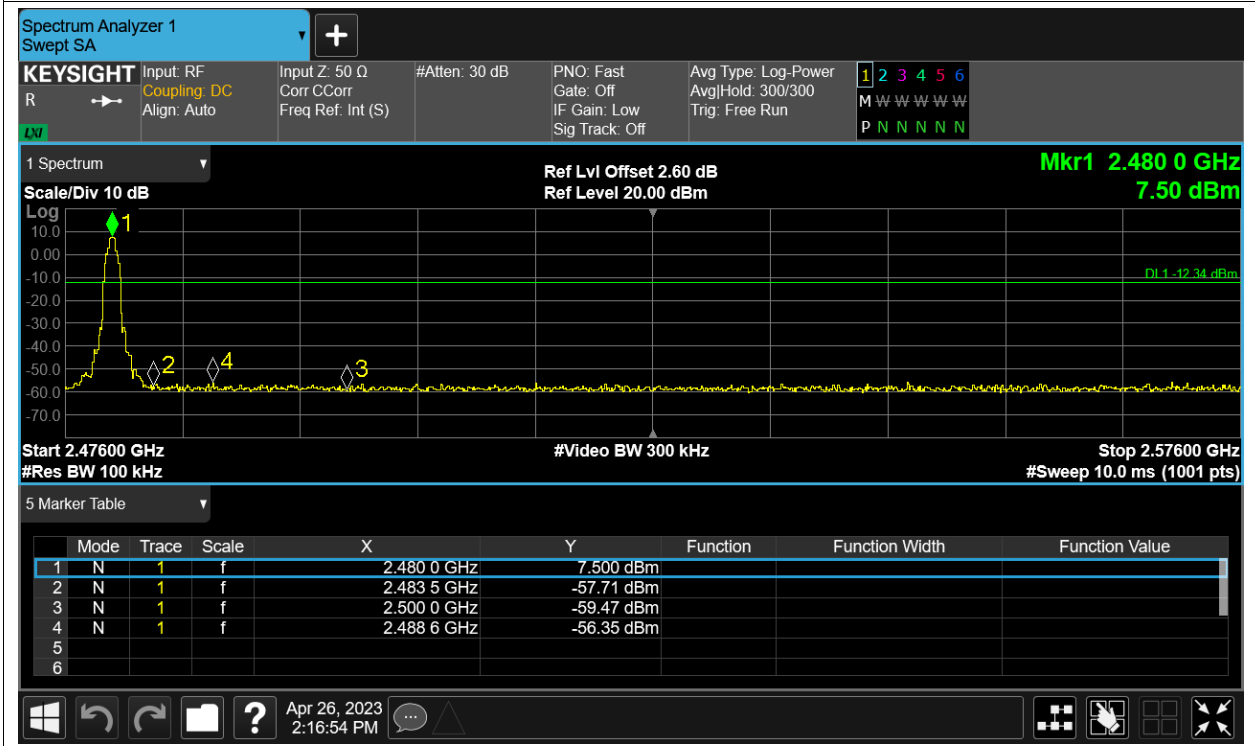 Spectrum Analyzer 1
Swept SA
KEYSIGHT
R
LXI
Input: RF
Coupling: DC
Align: Auto
Input Z: 50 Ω
Corr CCorr
Freq Ref: Int (S)
#Atten: 30 dB
PNO: Fast
Gate: Off
IF Gain: Low
Sig Track: Off
Avg Type: Log-Power
Avg|Hold: 300/300
Trig: Free Run
1 2 3 4 5 6
M W W W W W
P N N N N N
1 Spectrum
Scale/Div 10 dB
Ref Lvl Offset 2.60 dB
Ref Level 20.00 dBm
Mkr1 2.480 0 GHz
7.50 dBm
Log
10.0
0.00
-10.0
-20.0
-30.0
-40.0
-50.0
-60.0
-70.0
1
2
4
3
DL1 -12.34 dBm
Start 2.47600 GHz
#Res BW 100 kHz
#Video BW 300 kHz
Stop 2.57600 GHz
#Sweep 10.0 ms (1001 pts)
5 Marker Table
Mode Trace Scale X Y Function Function Width Function Value
1 N 1 f 2.480 0 GHz 7.500 dBm
2 N 1 f 2.483 5 GHz -57.71 dBm
3 N 1 f 2.500 0 GHz -59.47 dBm
4 N 1 f 2.488 6 GHz -56.35 dBm
5
6
?
Apr 26, 2023
2:16:54 PM